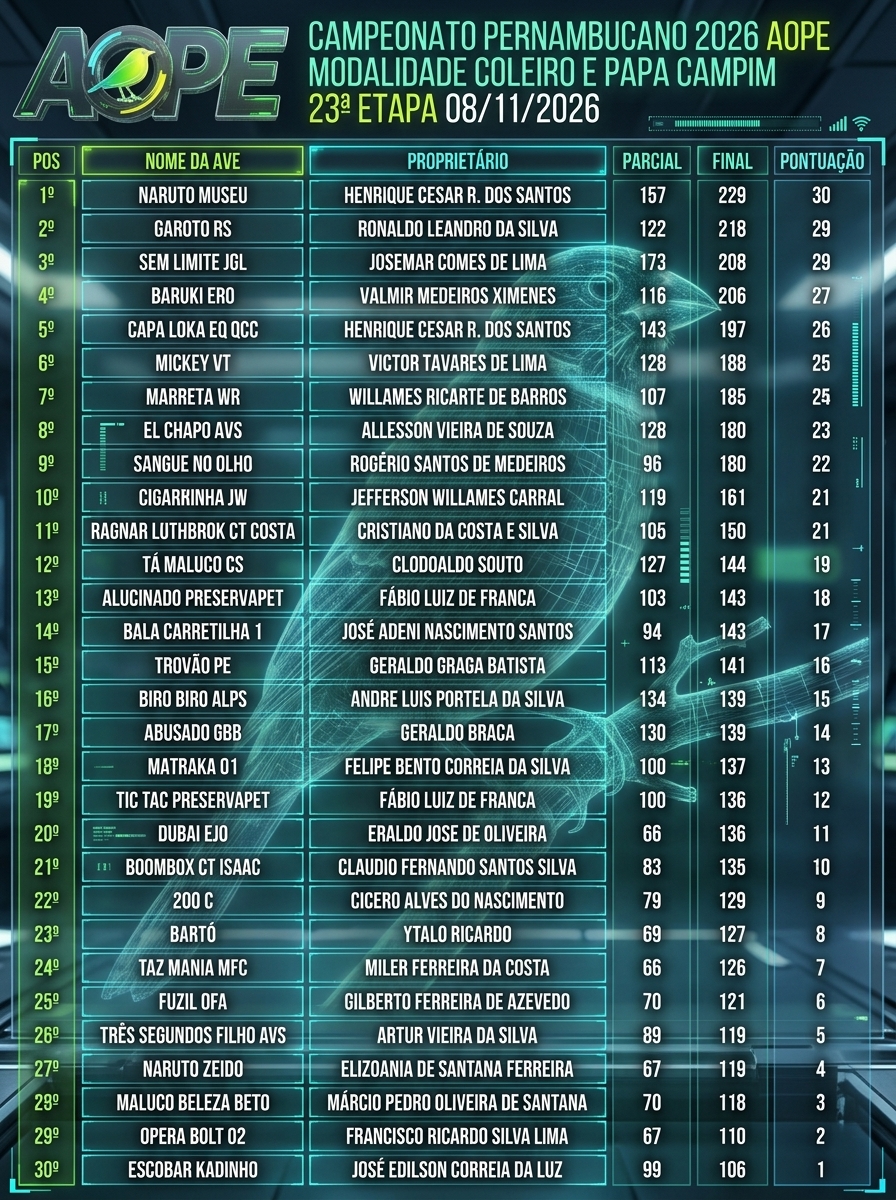 AOPE
CAMPEONATO PERNAMBUCANO 2026 AOPE
MODALIDADE COLEIRO E PAPA CAMPIM
23ª ETAPA 08/11/2026
POS NOME DA AVE PROPRIETÁRIO PARCIAL FINAL PONTUAÇÃO
1º NARUTO MUSEU HENRIQUE CESAR R. DOS SANTOS 157 229 30
2º GAROTO RS RONALDO LEANDRO DA SILVA 122 218 29
3º SEM LIMITE JGL JOSEMAR COMES DE LIMA 173 208 29
4º BARUKI ERO VALMIR MEDEIROS XIMENES 116 206 27
5º CAPA LOKA EQ QCC HENRIQUE CESAR R. DOS SANTOS 143 197 26
6º MICKEY VT VICTOR TAVARES DE LIMA 128 188 25
7º MARRETA WR WILLAMES RICARTE DE BARROS 107 185 24
8º EL CHAPO AVS ALLESSON VIEIRA DE SOUZA 128 180 23
9º SANGUE NO OLHO ROGÉRIO SANTOS DE MEDEIROS 96 180 22
10º CIGARKINHA JW JEFFERSON WILLAMES CARRAL 119 161 21
11º RAGNAR LUTHBROK CT COSTA CRISTIANO DA COSTA E SILVA 105 150 21
12º TÁ MALUCO CS CLODOALDO SOUTO 127 144 19
13º ALUCINADO PRESERVAPET FÁBIO LUIZ DE FRANCA 103 143 18
14º BALA CARRETILHA 1 JOSÉ ADENI NASCIMENTO SANTOS 94 143 17
15º TROVÃO PE GERALDO GRAGA BATISTA 113 141 16
16º BIRO BIRO ALPS ANDRE LUIS PORTELA DA SILVA 134 139 15
17º ABUSADO GBB GERALDO BRACA 130 139 14
18º MATRAKA 01 FELIPE BENTO CORREIA DA SILVA 100 137 13
19º TIC TAC PRESERVAPET FÁBIO LUIZ DE FRANCA 100 136 12
20º DUBAI EJO ERALDO JOSE DE OLIVEIRA 66 136 11
21º BOOMBOX CT ISAAC CLAUDIO FERNANDO SANTOS SILVA 83 135 10
22º 200 C CICERO ALVES DO NASCIMENTO 79 129 9
23º BARTÓ YTALO RICARDO 69 127 8
24º TAZ MANIA MFC MILER FERREIRA DA COSTA 66 126 7
25º FUZIL OFA GILBERTO FERREIRA DE AZEVEDO 70 121 6
26º TRÊS SEGUNDOS FILHO AVS ARTUR VIEIRA DA SILVA 89 119 5
27º NARUTO ZEIDO ELIZOANIA DE SANTANA FERREIRA 67 119 4
29º MALUCO BELEZA BETO MÁRCIO PEDRO OLIVEIRA DE SANTANA 70 118 3
29º OPERA BOLT 02 FRANCISCO RICARDO SILVA LIMA 67 110 2
30º ESCOBAR KADINHO JOSÉ EDILSON CORREIA DA LUZ 99 106 1